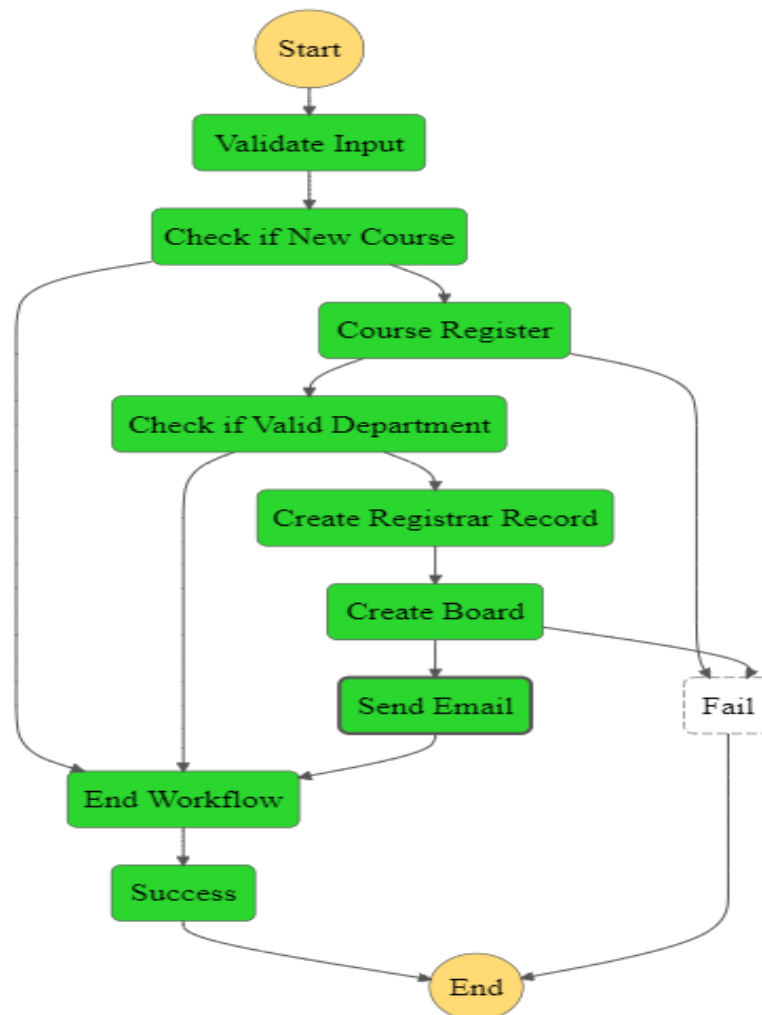 Start
Validate Input
Check if New Course
Course Register
Check if Valid Department
Create Registrar Record
Create Board
Send Email
Fail
End Workflow
Success
End